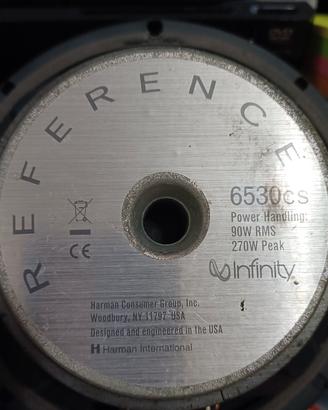 REFERENCE
6530cs
Power Handling:
90W RMS
270W Peak
Infinity
CE
Harman Consumer Group, Inc.
Woodbury, NY 11797 USA
Designed and engineered in the USA
H Harman International